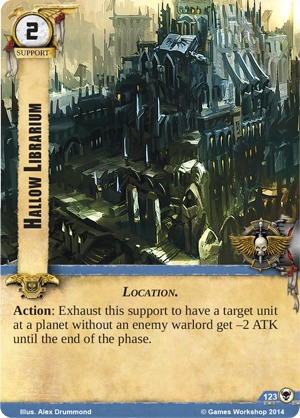 2
SUPPORT
HALLOW LIBRARIUM
LOCATION.
Action: Exhaust this support to have a target unit
at a planet without an enemy warlord get –2 ATK
until the end of the phase.
123
Illus. Alex Drummond
© Games Workshop 2014